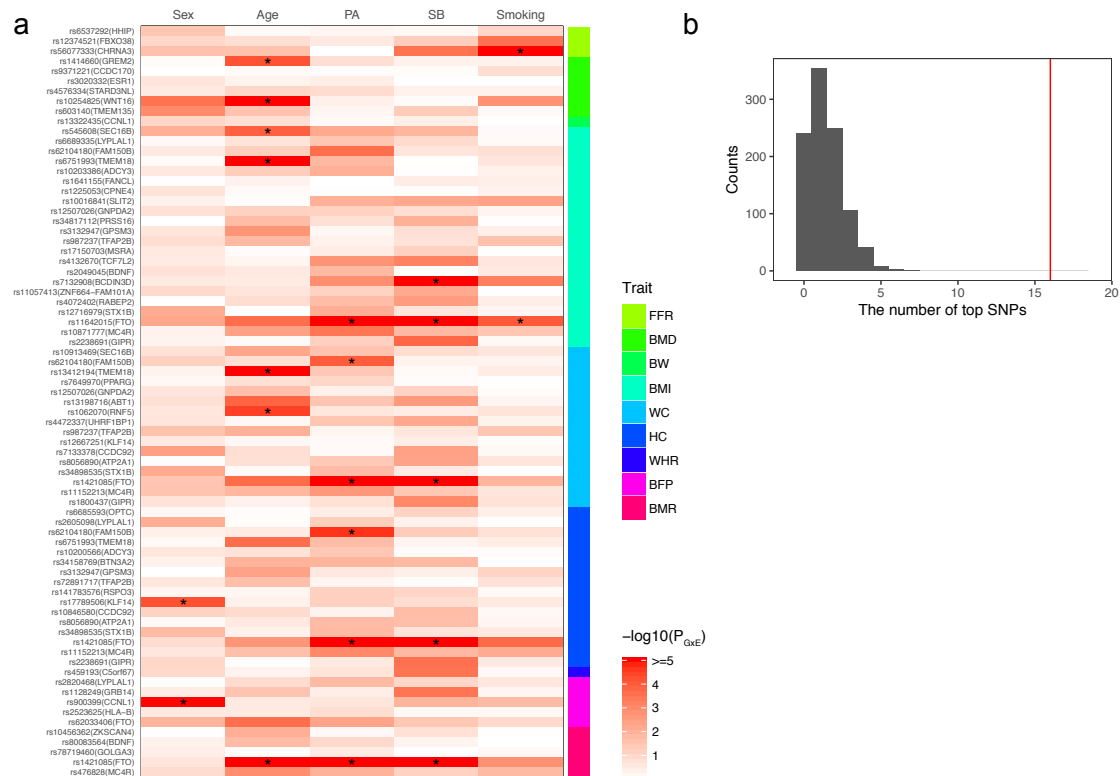 a
b
Sex Age PA SB Smoking
rs6537292(HHIP)
rs12374521(FBXO38)
rs56077333(CHRNA3)
*
rs1414660(GREM2)
*
rs9371221(CCDC170)
rs3020332(ESR1)
rs4576334(STARD3NL)
rs10254825(WNT16)
*
rs603140(TMEM135)
rs13322435(CCNL1)
rs545608(SEC16B)
*
rs6689335(LYPLAL1)
rs62104180(FAM150B)
rs6751993(TMEM18)
*
rs10203386(ADCY3)
rs1641155(FANCL)
rs1225053(CPNE4)
rs10016841(SLIT2)
rs12507026(GNPDA2)
rs34817112(PRSS16)
rs3132947(GPSM3)
rs987237(TFAP2B)
rs17150703(MSRA)
rs4132670(TCF7L2)
rs2049045(BDNF)
rs7132908(BCDIN3D)
*
rs11057413(ZNF664−FAM101A)
rs4072402(RABEP2)
rs12716979(STX1B)
rs11642015(FTO)
* * *
rs10871777(MC4R)
rs2238691(GIPR)
rs10913469(SEC16B)
rs62104180(FAM150B)
*
rs13412194(TMEM18)
*
rs7649970(PPARG)
rs12507026(GNPDA2)
rs13198716(ABT1)
rs1062070(RNF5)
*
rs4472337(UHRF1BP1)
rs987237(TFAP2B)
rs12667251(KLF14)
rs7133378(CCDC92)
rs8056890(ATP2A1)
rs34898535(STX1B)
rs1421085(FTO)
* *
rs11152213(MC4R)
rs1800437(GIPR)
rs6685593(OPTC)
rs2605098(LYPLAL1)
rs62104180(FAM150B)
*
rs6751993(TMEM18)
rs10200566(ADCY3)
rs34158769(BTN3A2)
rs3132947(GPSM3)
rs72891717(TFAP2B)
rs141783576(RSPO3)
rs17789506(KLF14)
*
rs10846580(CCDC92)
rs8056890(ATP2A1)
rs34898535(STX1B)
rs1421085(FTO)
* *
rs11152213(MC4R)
rs2238691(GIPR)
rs459193(C5orf67)
rs2820468(LYPLAL1)
rs1128249(GRB14)
rs900399(CCNL1)
*
rs2523625(HLA−B)
rs62033406(FTO)
rs10456362(ZKSCAN4)
rs80083564(BDNF)
rs78719460(GOLGA3)
rs1421085(FTO)
* * *
rs476828(MC4R)
Trait
FFR
BMD
BW
BMI
WC
HC
WHR
BFP
BMR
−log10(P_GxE)
>=5
4
3
2
1
Counts
300
200
100
0
0 5 10 15 20
The number of top SNPs